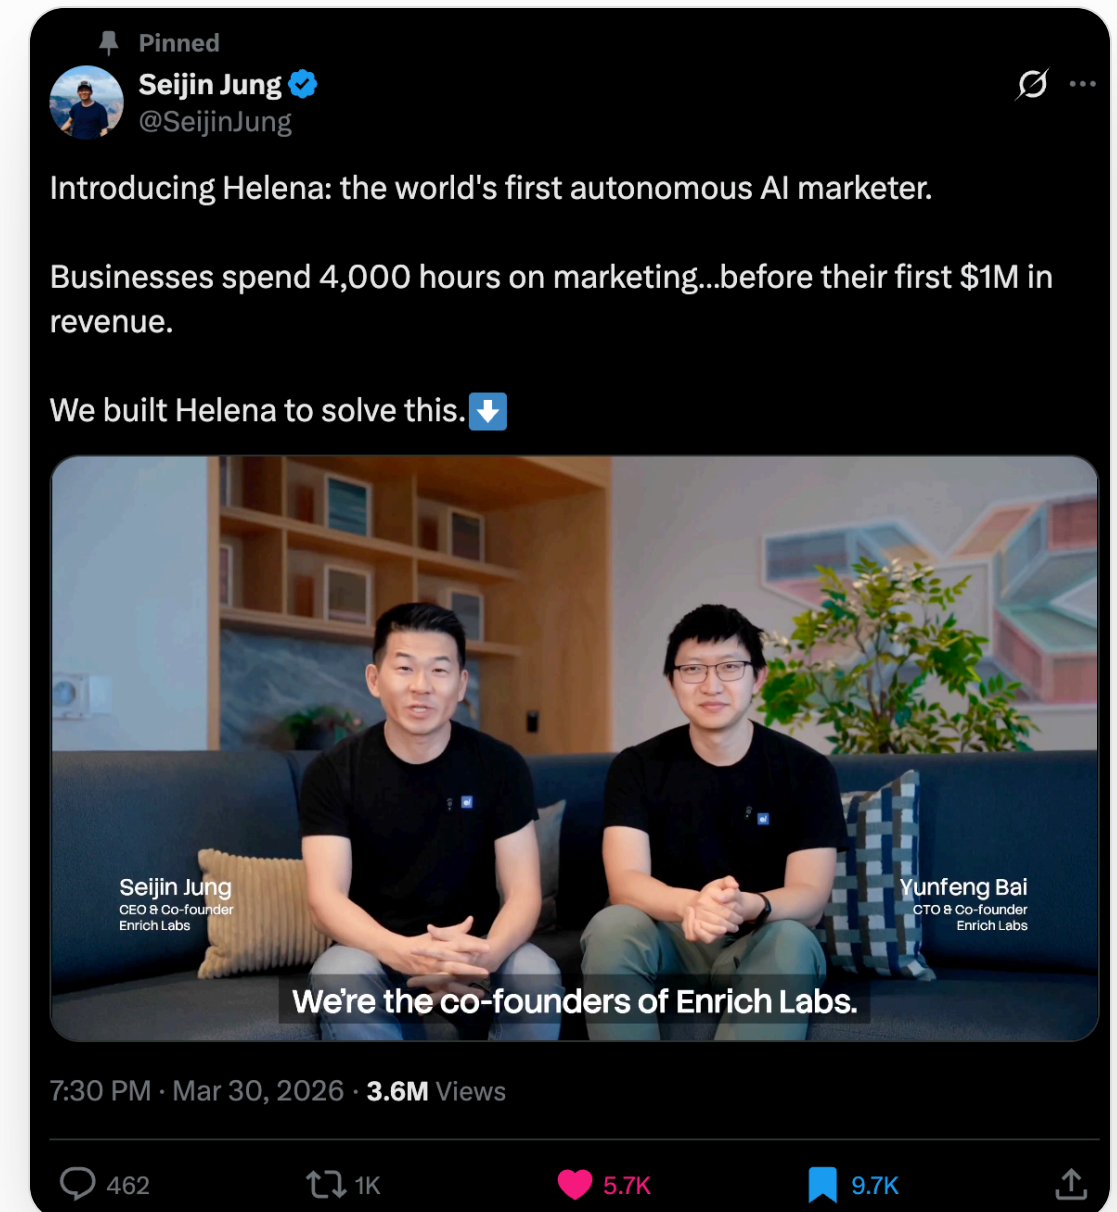 Pinned
Seijin Jung
@SeijinJung
Introducing Helena: the world's first autonomous AI marketer.
Businesses spend 4,000 hours on marketing...before their first $1M in
revenue.
We built Helena to solve this.⬇️
Seijin Jung
CEO & Co-founder
Enrich Labs
Yunfeng Bai
CTO & Co-founder
Enrich Labs
We're the co-founders of Enrich Labs.
7:30 PM · Mar 30, 2026 · 3.6M Views
462 1K 5.7K 9.7K